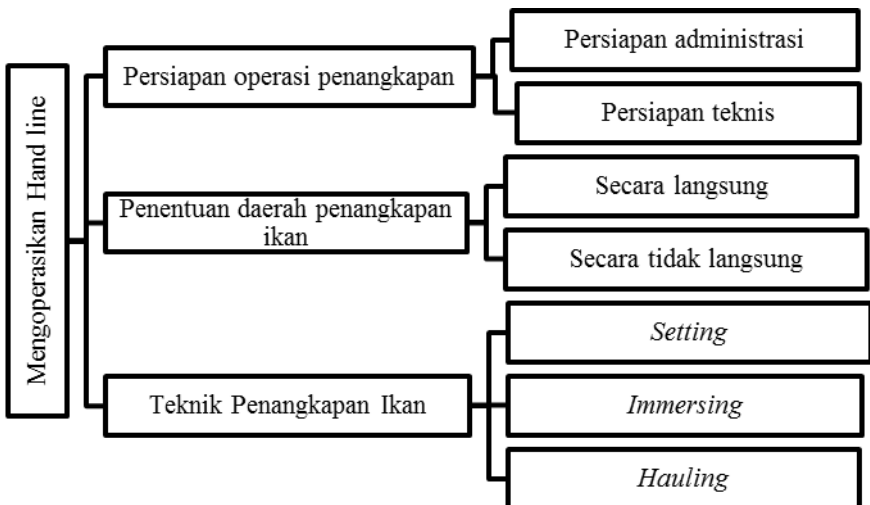 Mengoperasikan Hand line
Persiapan operasi penangkapan
Persiapan administrasi
Persiapan teknis
Penentuan daerah penangkapan
ikan
Secara langsung
Secara tidak langsung
Teknik Penangkapan Ikan
Setting
Immersing
Hauling